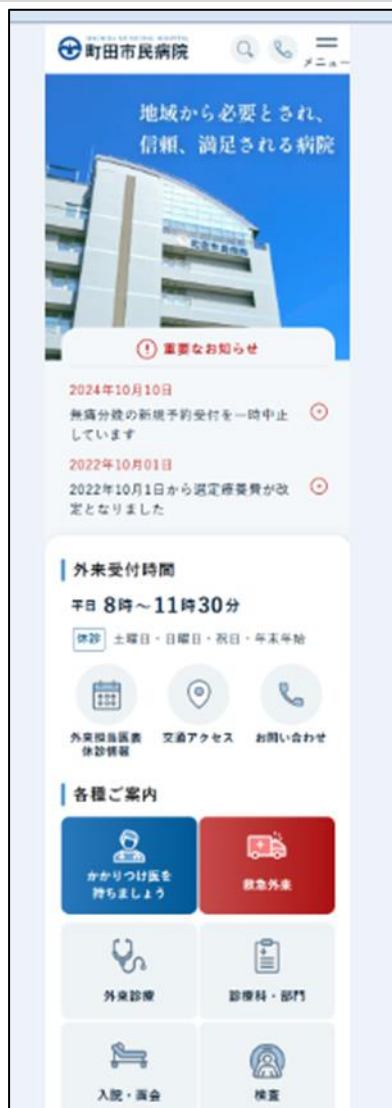 町田市民病院
メニュー
地域から必要とされ、
信頼、満足される病院
重要なお知らせ
2024年10月10日
無痛分娩の新規予約受付を一時中止
しています
2022年10月01日
2022年10月1日から選定療養費が改
定となりました
外来受付時間
平日 8時～11時30分
休診 土曜日・日曜日・祝日・年末年始
外来担当医表
休診情報
交通アクセス
お問い合わせ
各種ご案内
かかりつけ医を
持ちましょう
救急外来
外来診療
診療科・部門
入院・面会
検査